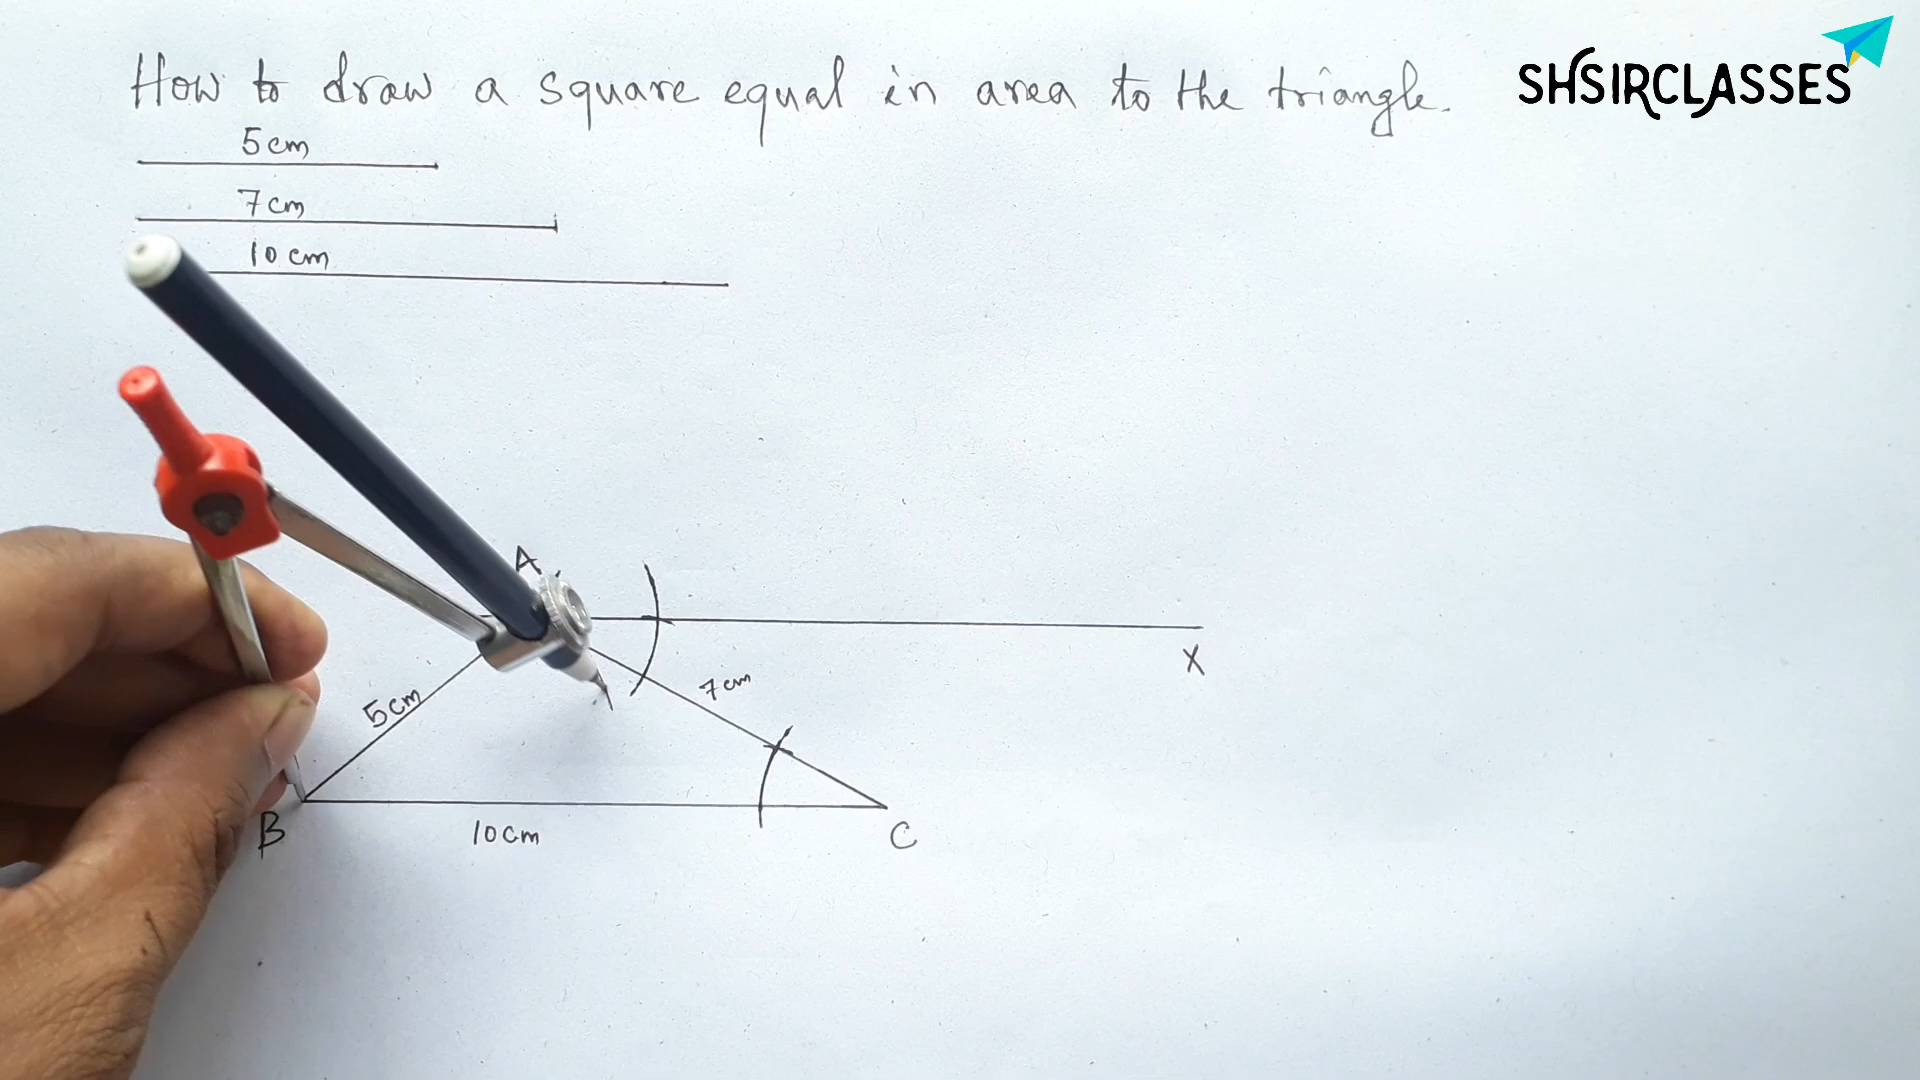 How to draw a square equal in area to the triangle.
SHSIRCLASSES
5cm
7cm
10 cm
A
X
5cm
7cm
B
10cm
C